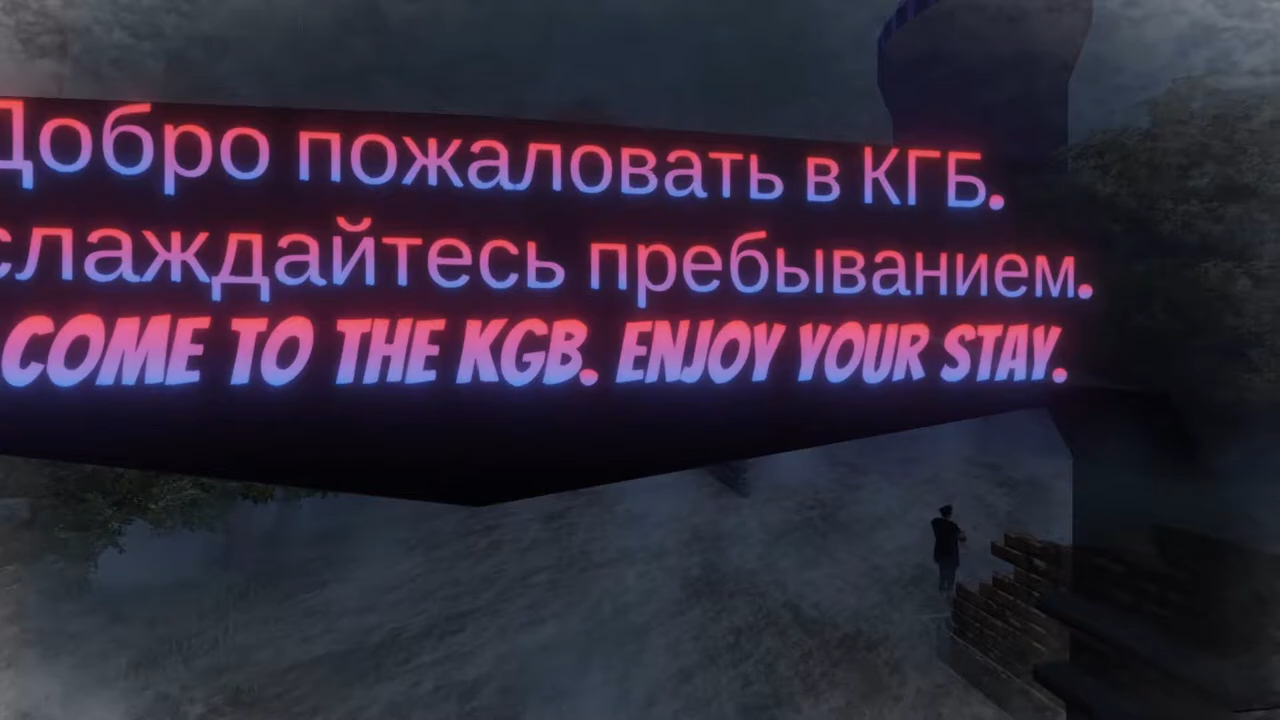 Добро пожаловать в КГБ.
слаждайтесь пребыванием.
COME TO THE KGB. ENJOY YOUR STAY.